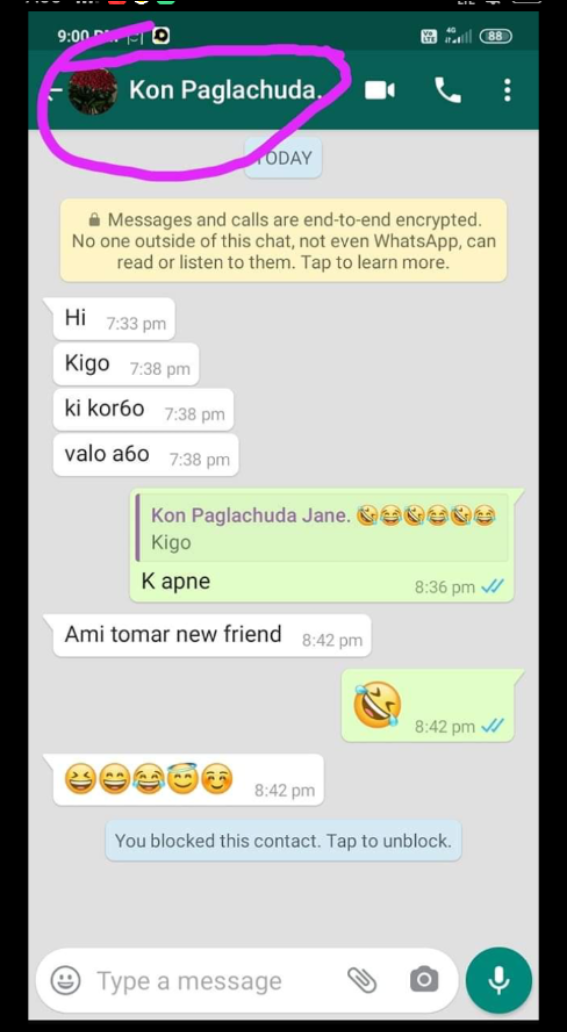 9:00
88
Kon Paglachuda.
TODAY
Messages and calls are end-to-end encrypted.
No one outside of this chat, not even WhatsApp, can
read or listen to them. Tap to learn more.
Hi 7:33 pm
Kigo 7:38 pm
ki kor6o 7:38 pm
valo a6o 7:38 pm
Kon Paglachuda Jane. 🤣😂🤣😂🤣😂
Kigo
K apne 8:36 pm
Ami tomar new friend 8:42 pm
🤣 8:42 pm
😆😄😂😇☺️ 8:42 pm
You blocked this contact. Tap to unblock.
Type a message